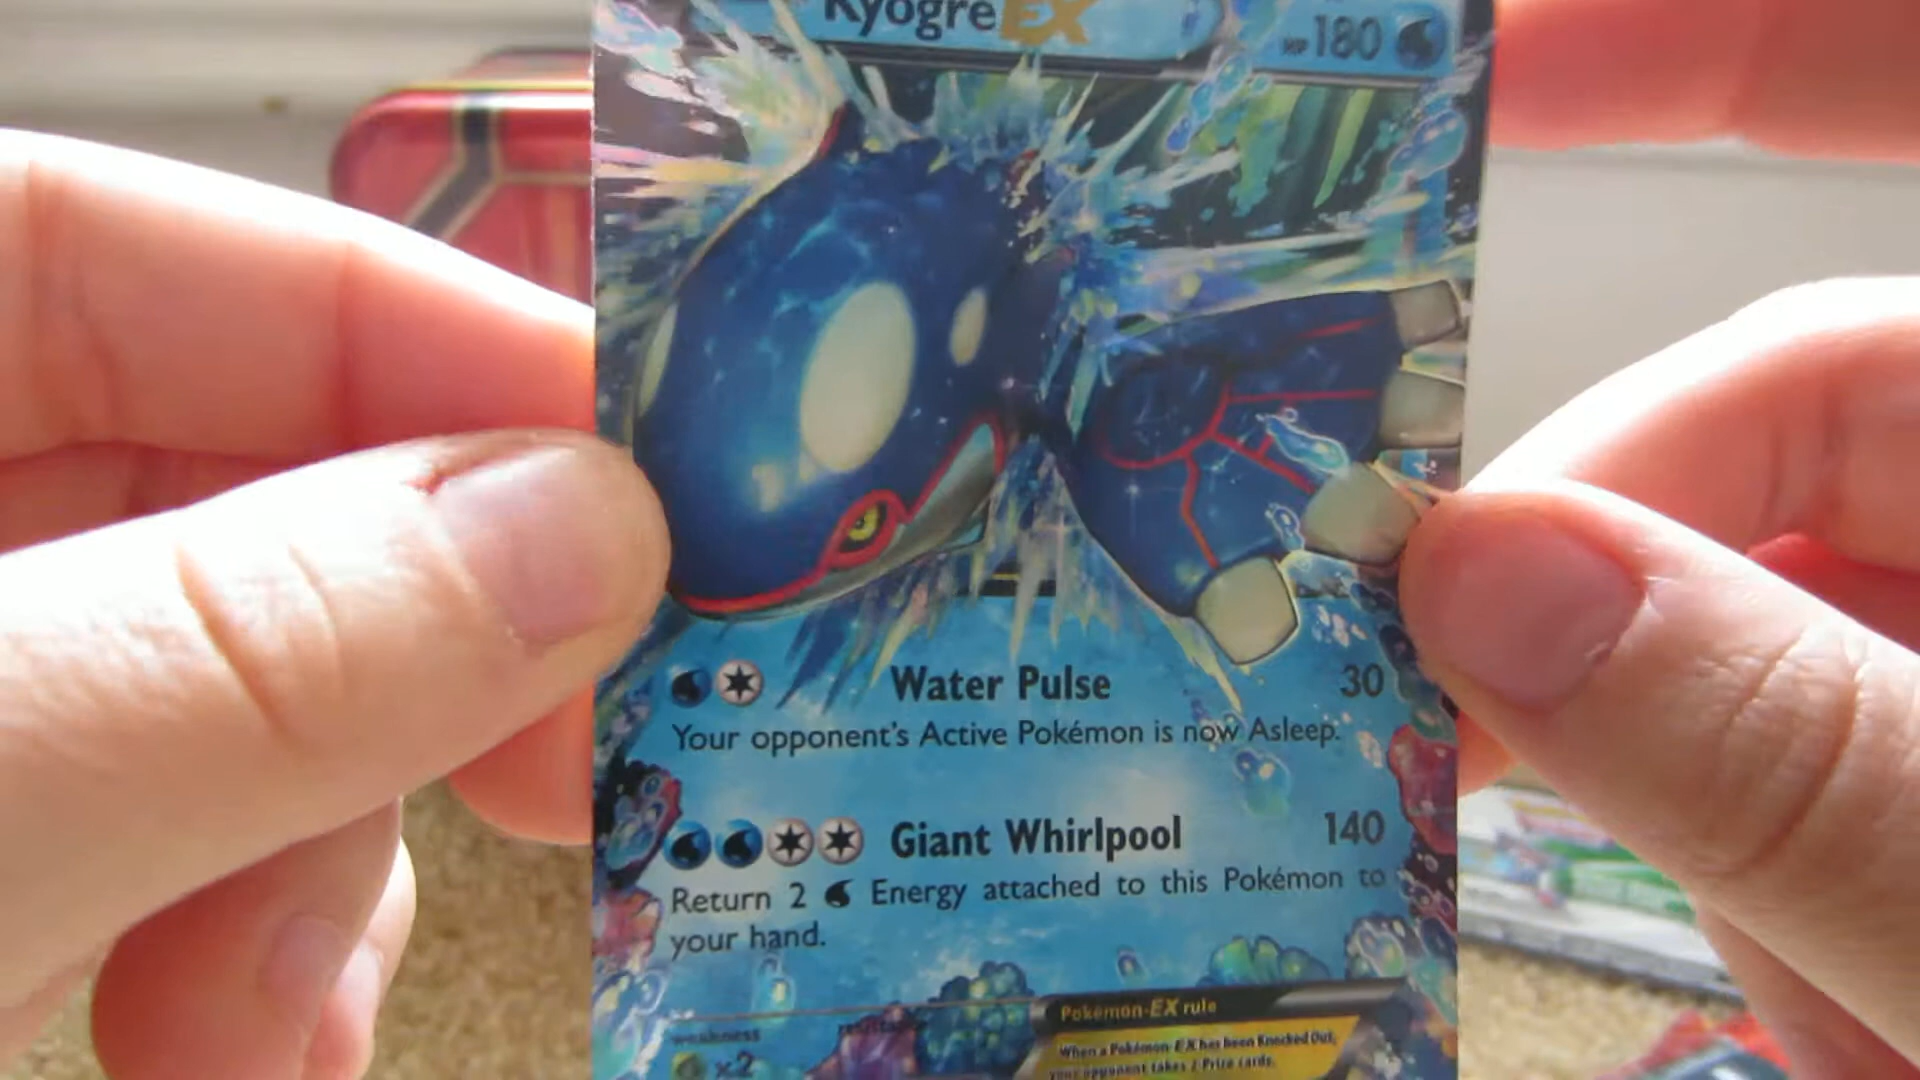 Kyogre EX
HP 180
Water Pulse 30
Your opponent's Active Pokémon is now Asleep.
Giant Whirlpool 140
Return 2 Energy attached to this Pokémon to
your hand.
Pokémon-EX rule
weakness resistance
When a Pokémon-EX has been Knocked Out,
×2
your opponent takes 2 Prize cards.